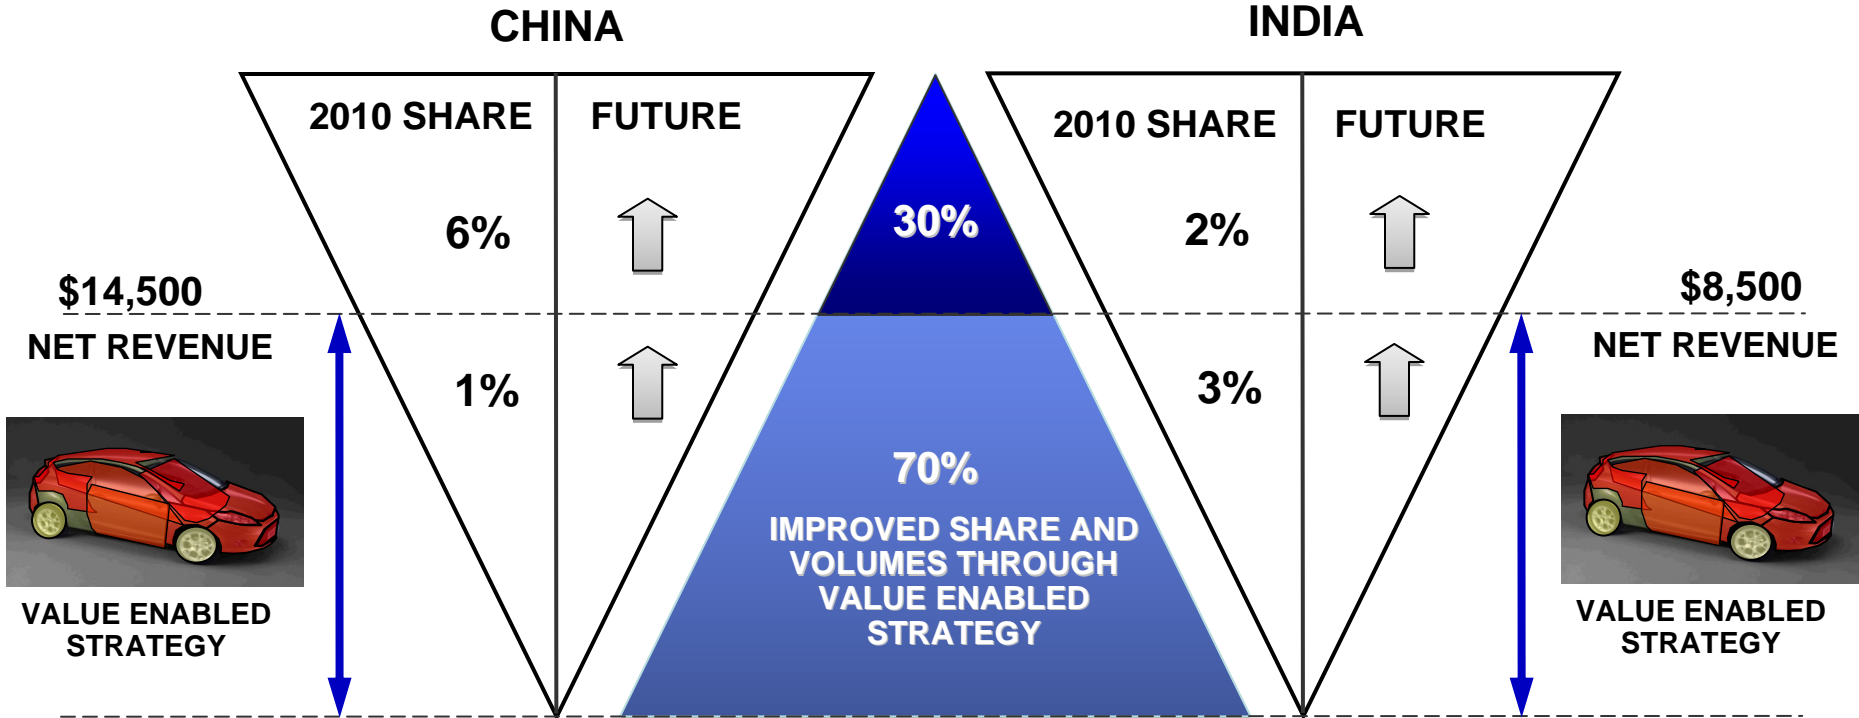 CHINA
INDIA
2010 SHARE
FUTURE
2010 SHARE
FUTURE
6%
30%
2%
$14,500
$8,500
NET REVENUE
NET REVENUE
1%
3%
70%
IMPROVED SHARE AND
VOLUMES THROUGH
VALUE ENABLED
STRATEGY
VALUE ENABLED
STRATEGY
VALUE ENABLED
STRATEGY